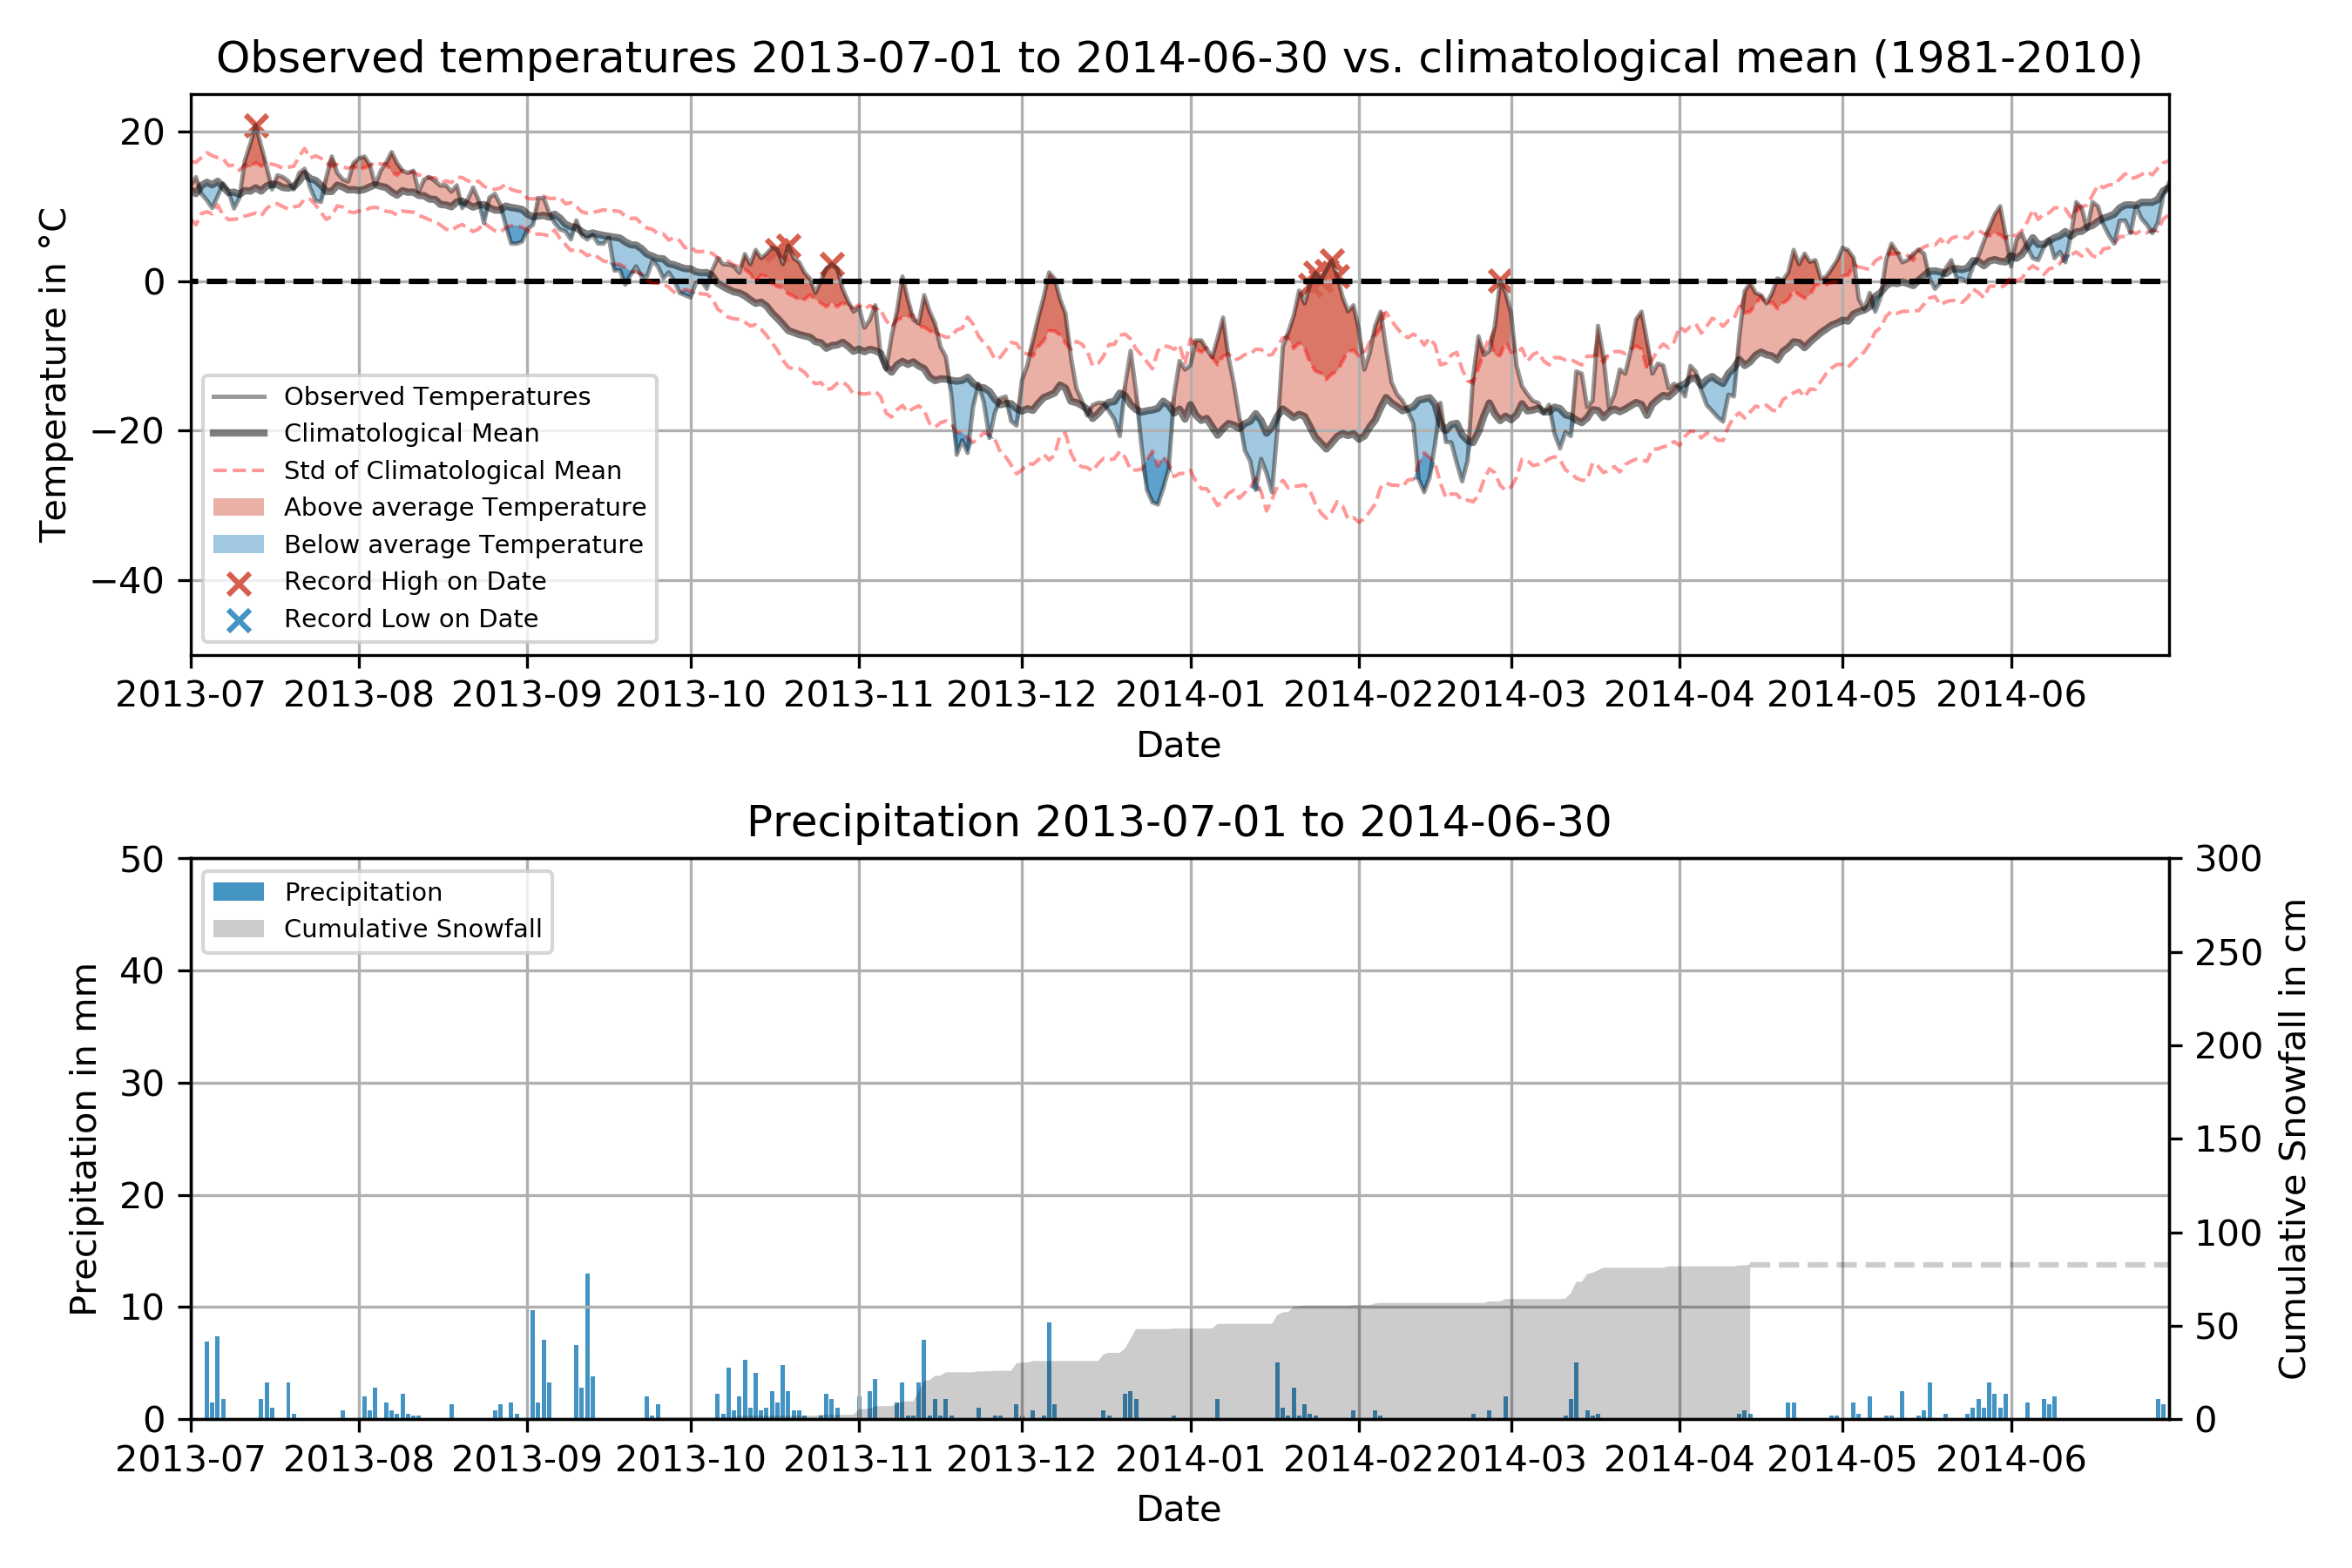 Observed temperatures 2013-07-01 to 2014-06-30 vs. climatological mean (1981-2010)
Temperature in °C
20
0
−20
−40
Observed Temperatures
Climatological Mean
Std of Climatological Mean
Above average Temperature
Below average Temperature
Record High on Date
Record Low on Date
2013-07 2013-08 2013-09 2013-10 2013-11 2013-12 2014-01 2014-02 2014-03 2014-04 2014-05 2014-06
Date
Precipitation 2013-07-01 to 2014-06-30
Precipitation in mm
50
40
30
20
10
0
Precipitation
Cumulative Snowfall
300
250
200
150
100
50
0
Cumulative Snowfall in cm
2013-07 2013-08 2013-09 2013-10 2013-11 2013-12 2014-01 2014-02 2014-03 2014-04 2014-05 2014-06
Date